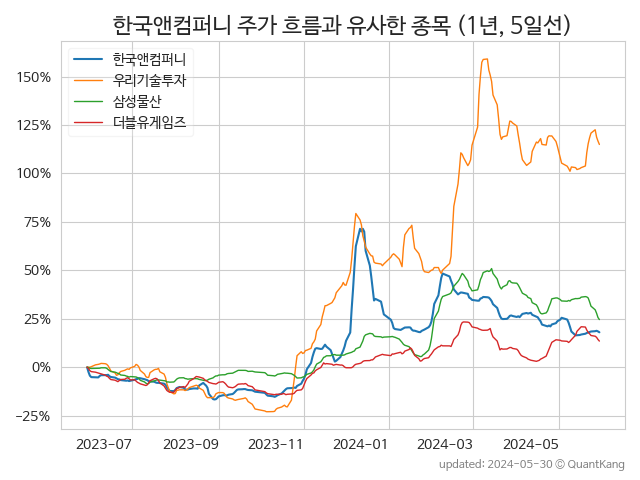 한국앤컴퍼니 주가 흐름과 유사한 종목 (1년, 5일선)
한국앤컴퍼니
우리기술투자
삼성물산
더블유게임즈
150%
125%
100%
75%
50%
25%
0%
−25%
2023-07 2023-09 2023-11 2024-01 2024-03 2024-05
updated: 2024-05-30 © QuantKang